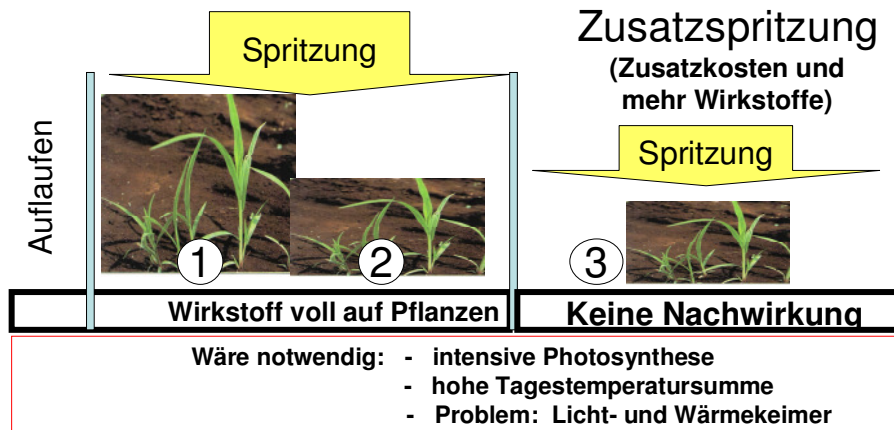 Spritzung
Zusatzspritzung
(Zusatzkosten und
mehr Wirkstoffe)
Spritzung
Auflaufen
1
2
3
Wirkstoff voll auf Pflanzen
Keine Nachwirkung
Wäre notwendig: - intensive Photosynthese
- hohe Tagestemperatursumme
- Problem: Licht- und Wärmekeimer